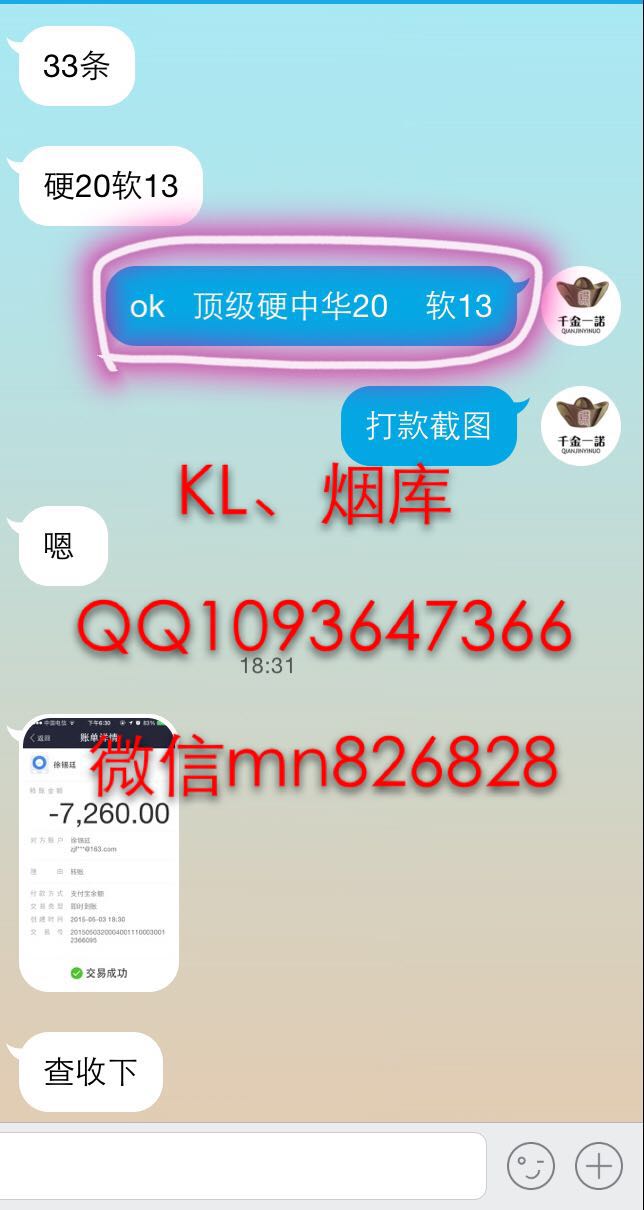 33条
硬20软13
ok 顶级硬中华20 软13
千金一諾
QIANJINYINUO
打款截图
千金一諾
QIANJINYINUO
KL、烟库
嗯
QQ1093647366
18:31
中国电信 下午6:30 83%
返回 账单详情
微信mn826828
徐锡廷
转账金额
-7,260.00
对方账户 徐锡廷
zjf***@163.com
理由 转账
付款方式 支付宝余额
交易类型 即时到账
创建时间 2015-05-03 18:30
交易号 2015050320004001110003001
2366095
交易成功
查收下